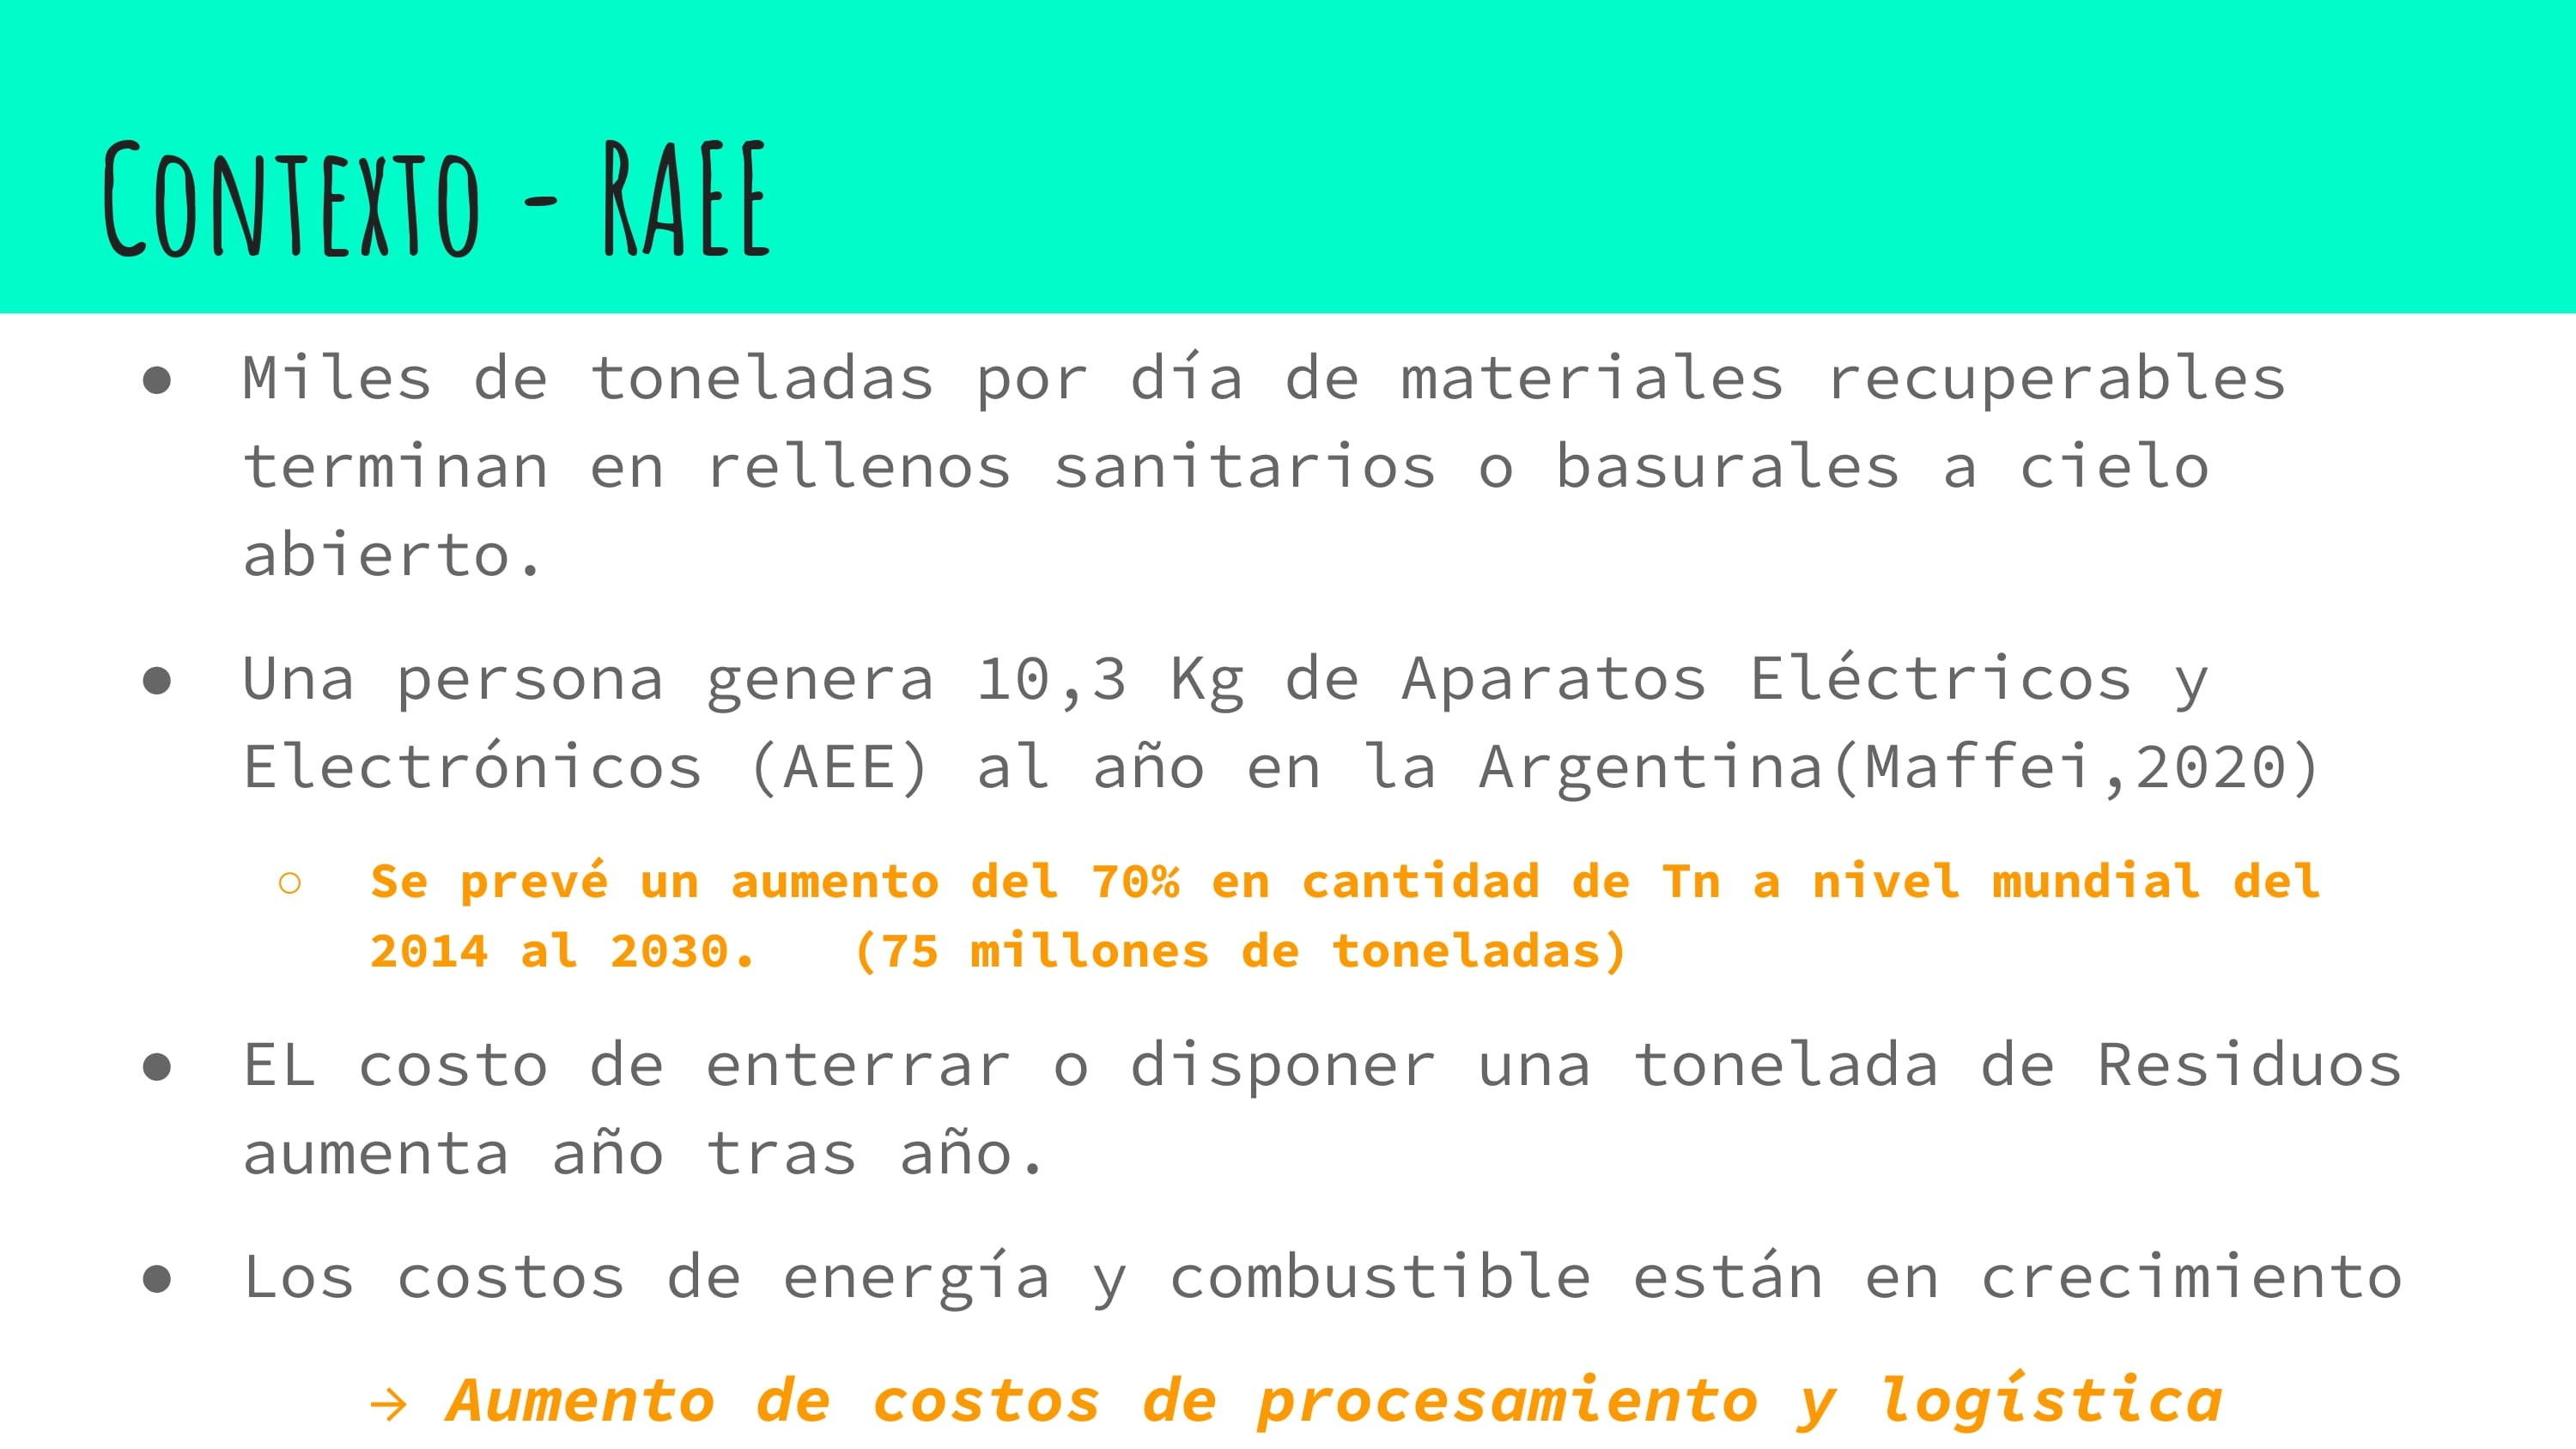 Contexto - RAEE
● Miles de toneladas por día de materiales recuperables
terminan en rellenos sanitarios o basurales a cielo
abierto.
● Una persona genera 10,3 Kg de Aparatos Eléctricos y
Electrónicos (AEE) al año en la Argentina(Maffei,2020)
○ Se prevé un aumento del 70% en cantidad de Tn a nivel mundial del
2014 al 2030. (75 millones de toneladas)
● EL costo de enterrar o disponer una tonelada de Residuos
aumenta año tras año.
● Los costos de energía y combustible están en crecimiento
→ Aumento de costos de procesamiento y logística